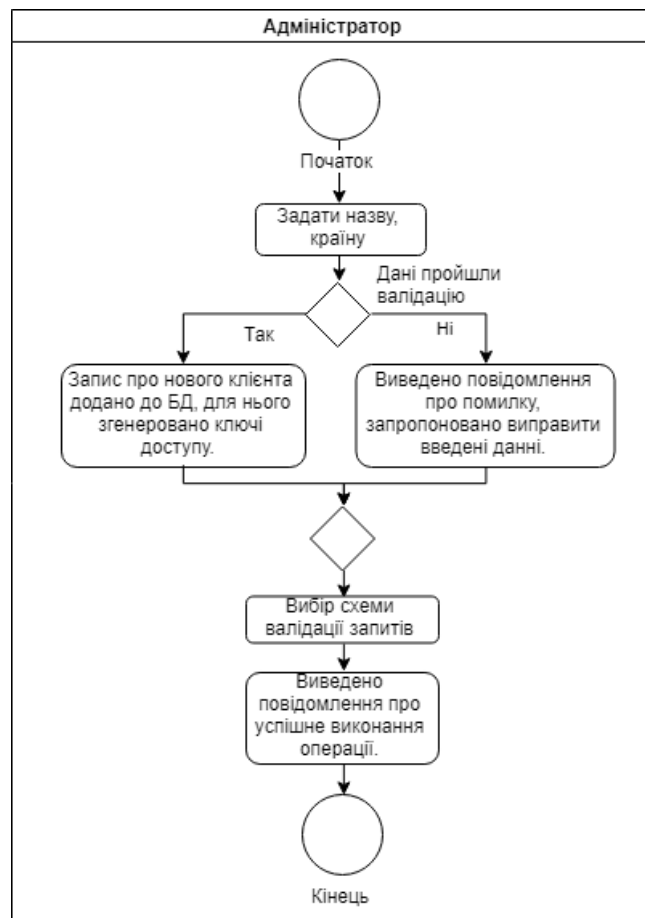 Адміністратор
Початок
Задати назву,
країну
Дані пройшли
валідацію
Так
Ні
Запис про нового клієнта
додано до БД, для нього
згенеровано ключі
доступу.
Виведено повідомлення
про помилку,
запропоновано виправити
введені данні.
Вибір схеми
валідації запитів
Виведено
повідомлення про
успішне виконання
операції.
Кінець